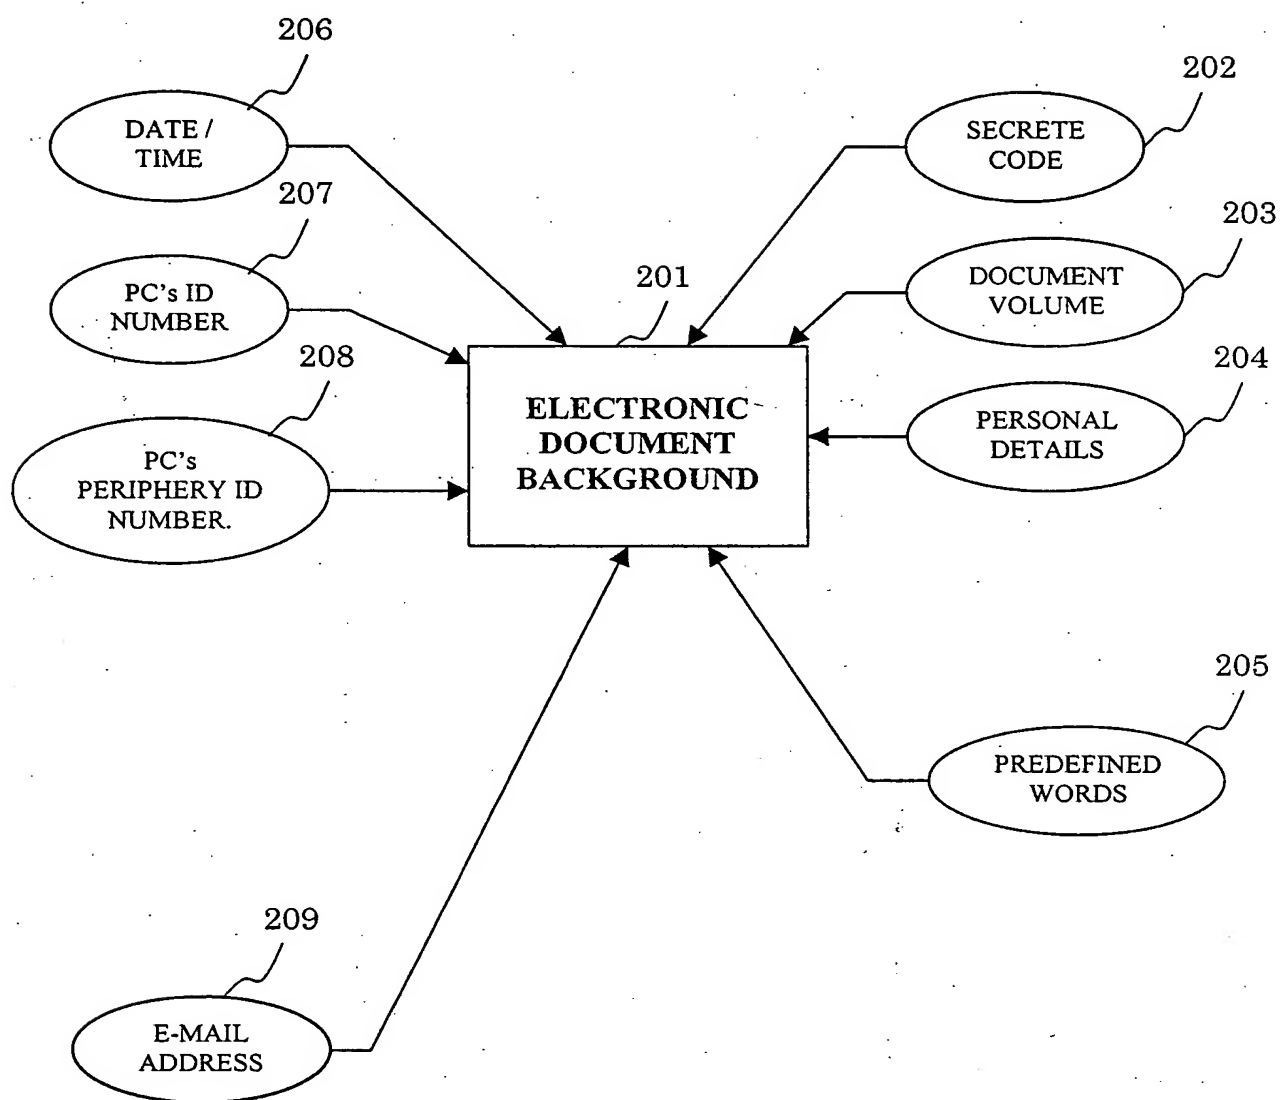 206
DATE /
TIME
207
PC's ID
NUMBER
208
PC's
PERIPHERY ID
NUMBER.
201
ELECTRONIC
DOCUMENT
BACKGROUND
202
SECRETE
CODE
203
DOCUMENT
VOLUME
204
PERSONAL
DETAILS
205
PREDEFINED
WORDS
209
E-MAIL
ADDRESS